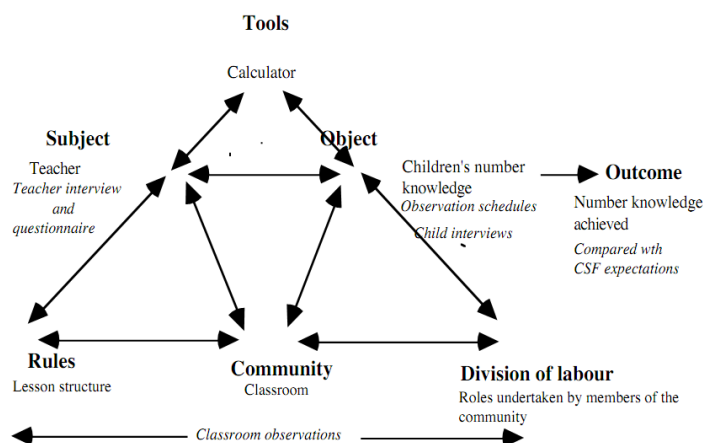 Tools
Calculator
Subject
Object
Teacher
Teacher interview
and
questionnaire
Children's number
knowledge
Observation schedules
Child interviews
Outcome
Number knowledge
achieved
Compared wth
CSF expectations
Rules
Lesson structure
Community
Classroom
Division of labour
Roles undertaken by members of the
community
Classroom observations